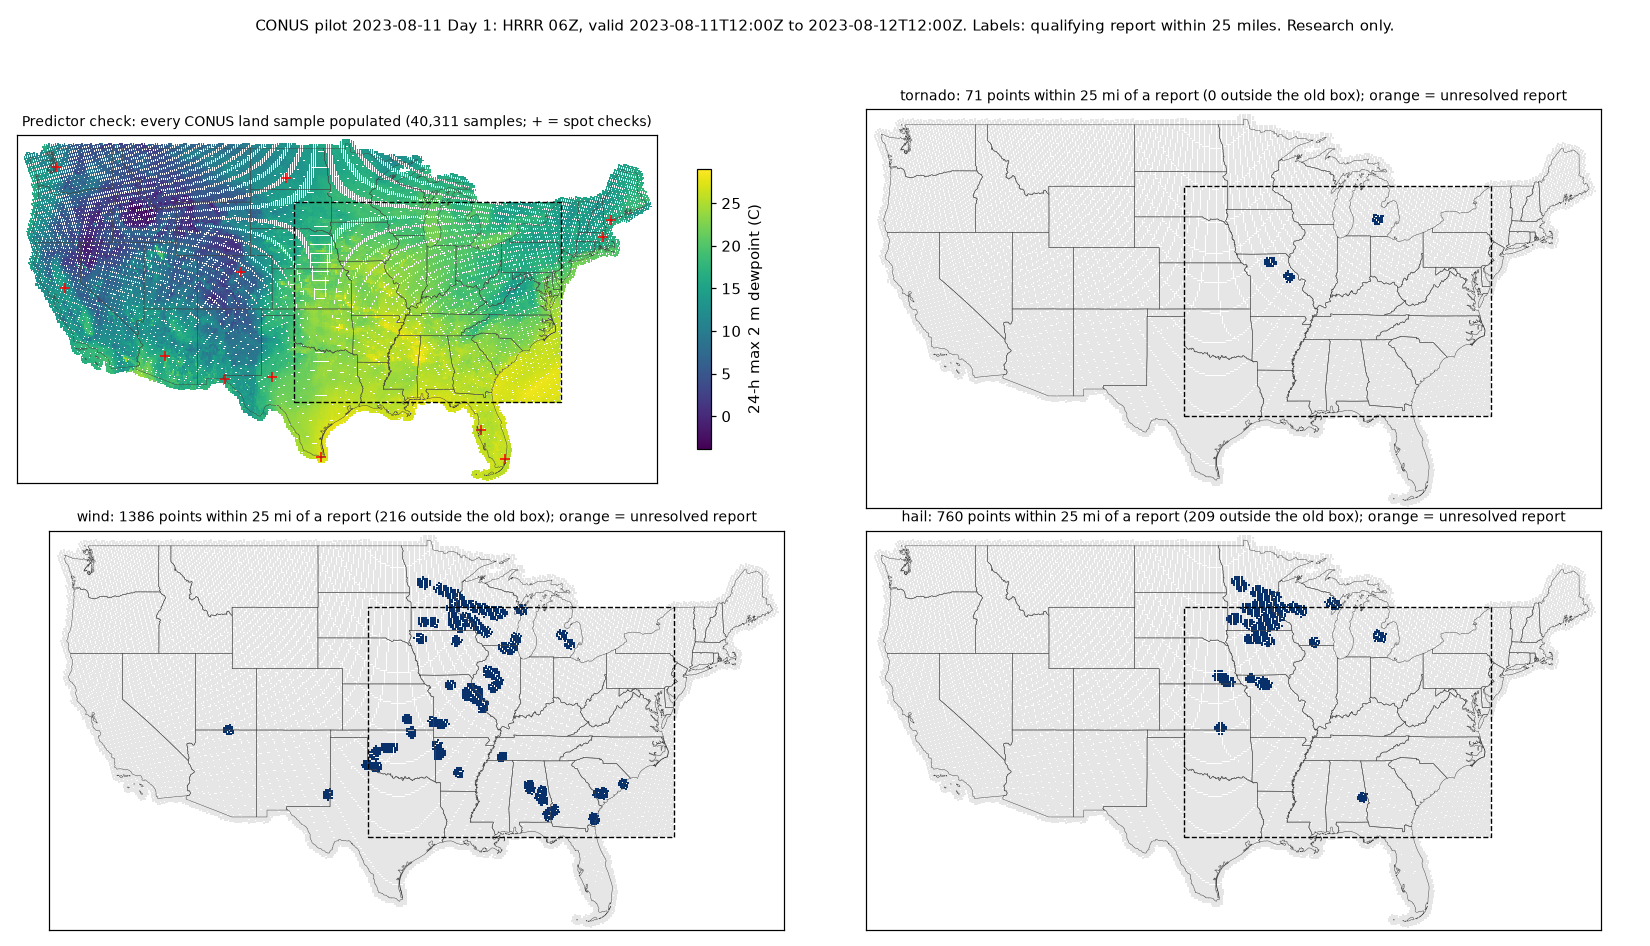 CONUS pilot 2023-08-11 Day 1: HRRR 06Z, valid 2023-08-11T12:00Z to 2023-08-12T12:00Z. Labels: qualifying report within 25 miles. Research only.
Predictor check: every CONUS land sample populated (40,311 samples; + = spot checks)
25
20
15
10
5
0
24-h max 2 m dewpoint (C)
tornado: 71 points within 25 mi of a report (0 outside the old box); orange = unresolved report
wind: 1386 points within 25 mi of a report (216 outside the old box); orange = unresolved report
hail: 760 points within 25 mi of a report (209 outside the old box); orange = unresolved report